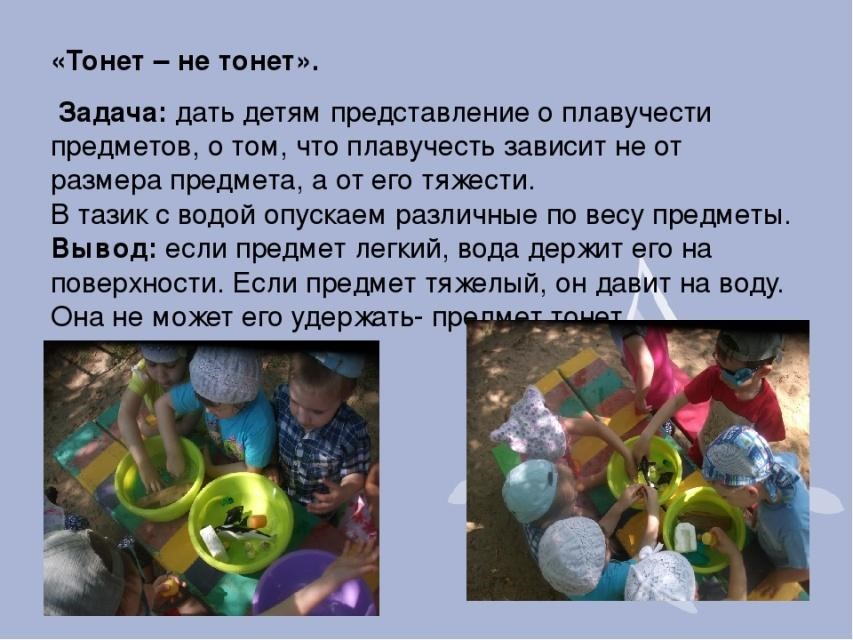 «Тонет – не тонет».
Задача: дать детям представление о плавучести
предметов, о том, что плавучесть зависит не от
размера предмета, а от его тяжести.
В тазик с водой опускаем различные по весу предметы.
Вывод: если предмет легкий, вода держит его на
поверхности. Если предмет тяжелый, он давит на воду.
Она не может его удержать- предмет тонет